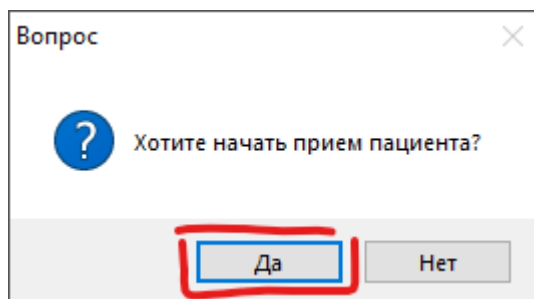 Вопрос
Хотите начать прием пациента?
Да
Нет